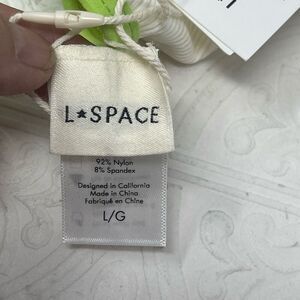 L★SPACE
92% Nylon
8% Spandex
Designed in California
Made in China
Fabriqué en Chine
L/G